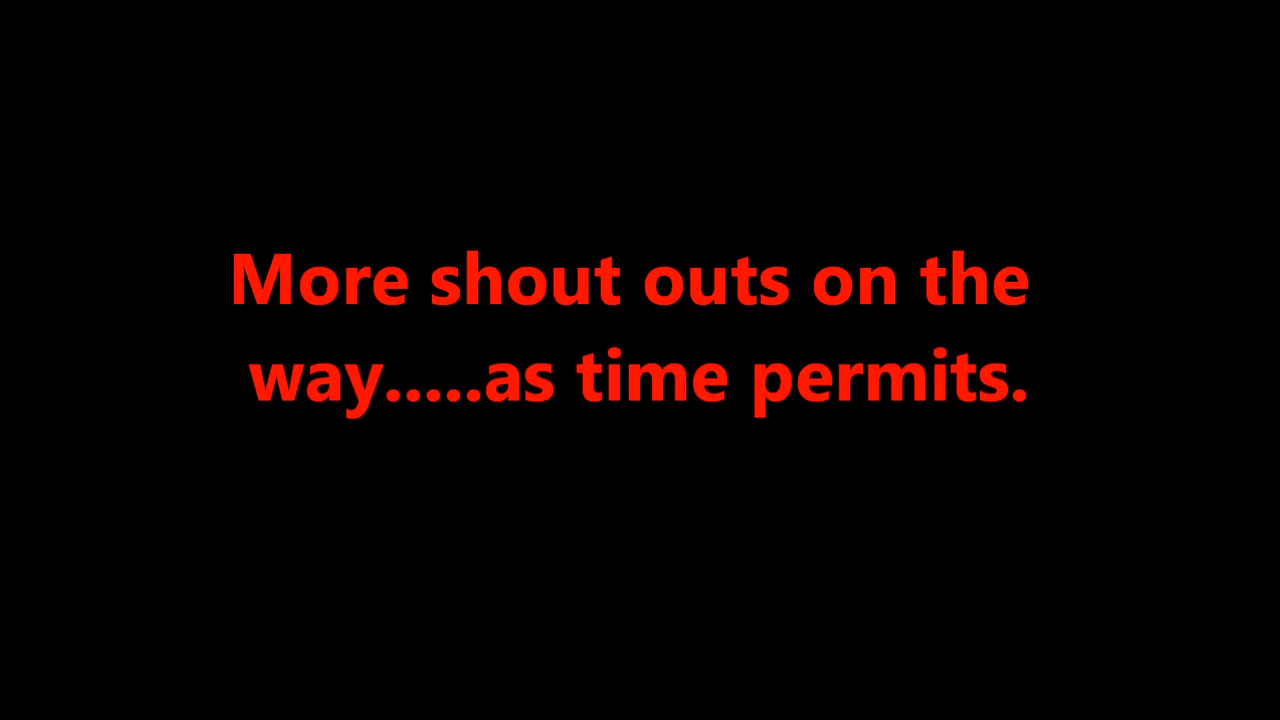 More shout outs on the
way.....as time permits.